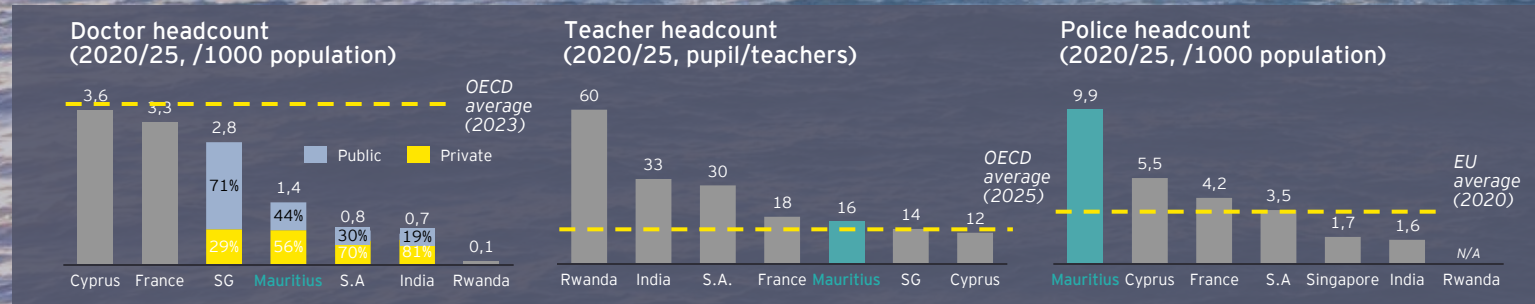 Doctor headcount
(2020/25, /1000 population)
OECD
average
(2023)
3,6
3,3
2,8
1,4
0,8
0,7
0,1
Public
Private
71%
29%
44%
56%
30%
70%
19%
81%
Cyprus France SG Mauritius S.A India Rwanda
Teacher headcount
(2020/25, pupil/teachers)
60
33
30
18
16
14
12
OECD
average
(2025)
Rwanda India S.A. France Mauritius SG Cyprus
Police headcount
(2020/25, /1000 population)
9,9
5,5
4,2
3,5
1,7
1,6
N/A
EU
average
(2020)
Mauritius Cyprus France S.A Singapore India Rwanda